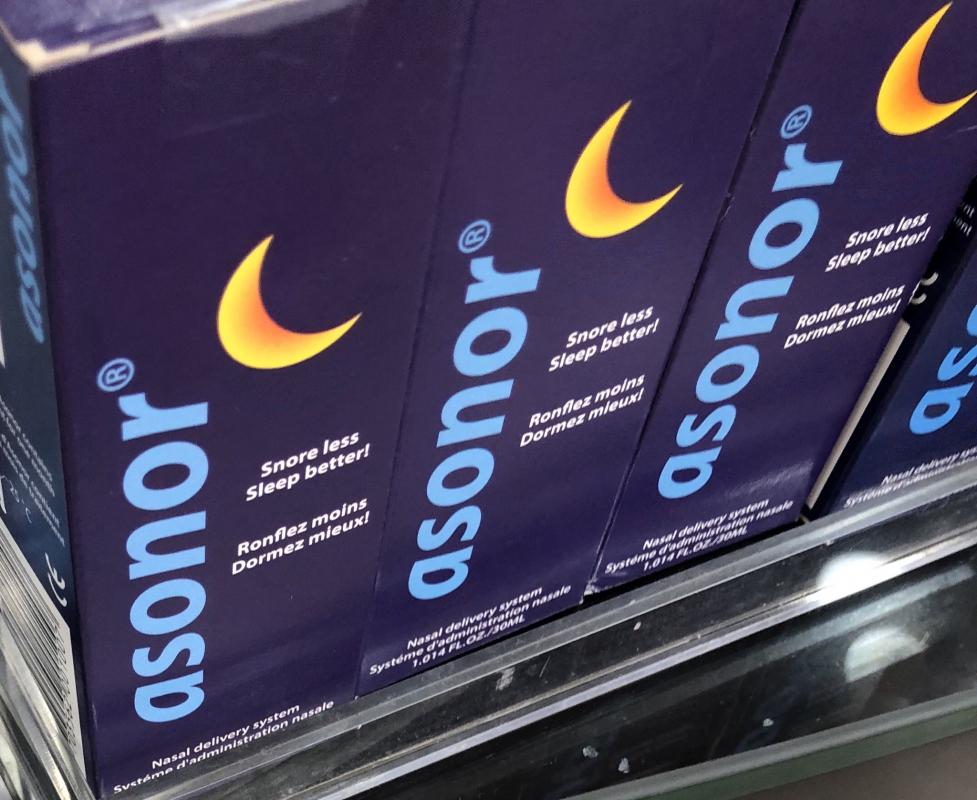 asonor
asonor®
Snore less
Sleep better!
Ronflez moins
Dormez mieux!
Nasal delivery system
Système d'administration nasale
asonor®
Snore less
Sleep better!
Ronflez moins
Dormez mieux!
Nasal delivery system
Système d'administration nasale
1.014 FL.OZ./30ML
asonor®
Snore less
Sleep better!
Ronflez moins
Dormez mieux!
Nasal delivery system
Système d'administration nasale
1.014 FL.OZ./30ML
as
Nasal delivery sy
Système d'a